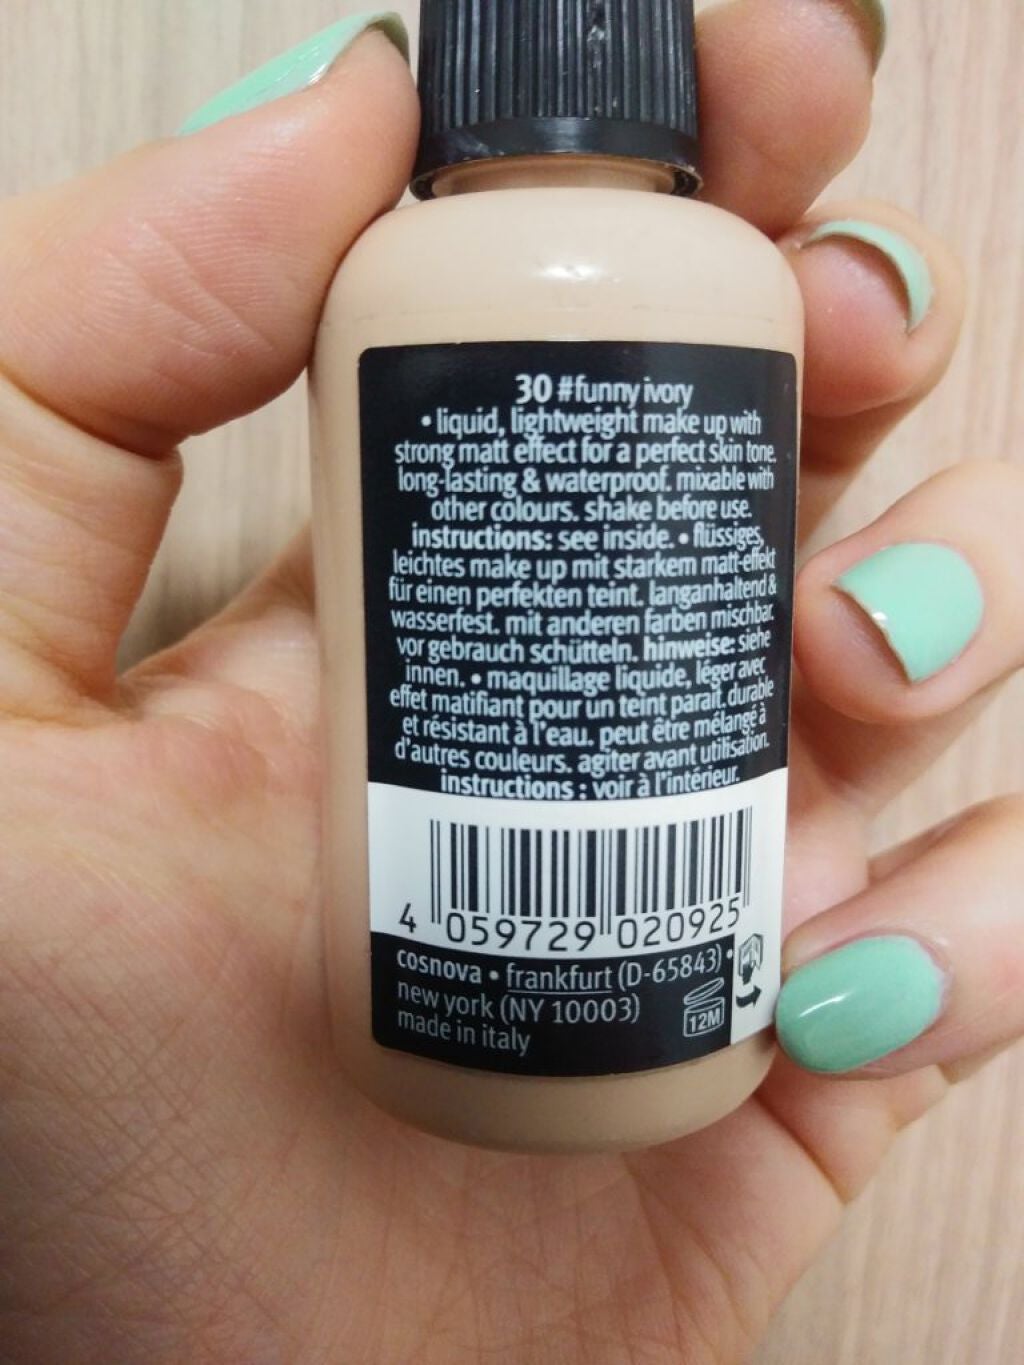 30 #funny ivory
• liquid, lightweight make up with
strong matt effect for a perfect skin tone.
long-lasting & waterproof. mixable with
other colours. shake before use.
instructions: see inside. • flüssiges,
leichtes make up mit starkem matt-effekt
für einen perfekten teint. langanhaltend &
wasserfest. mit anderen farben mischbar.
vor gebrauch schütteln. hinweise: siehe
innen. • maquillage liquide, léger avec
effet matifiant pour un teint parait. durable
et résistant à l'eau. peut être mélangé à
d'autres couleurs. agiter avant utilisation.
instructions : voir à l'intérieur.
4 059729 020925
cosnova • frankfurt (D-65843) •
new york (NY 10003)
made in italy
12M